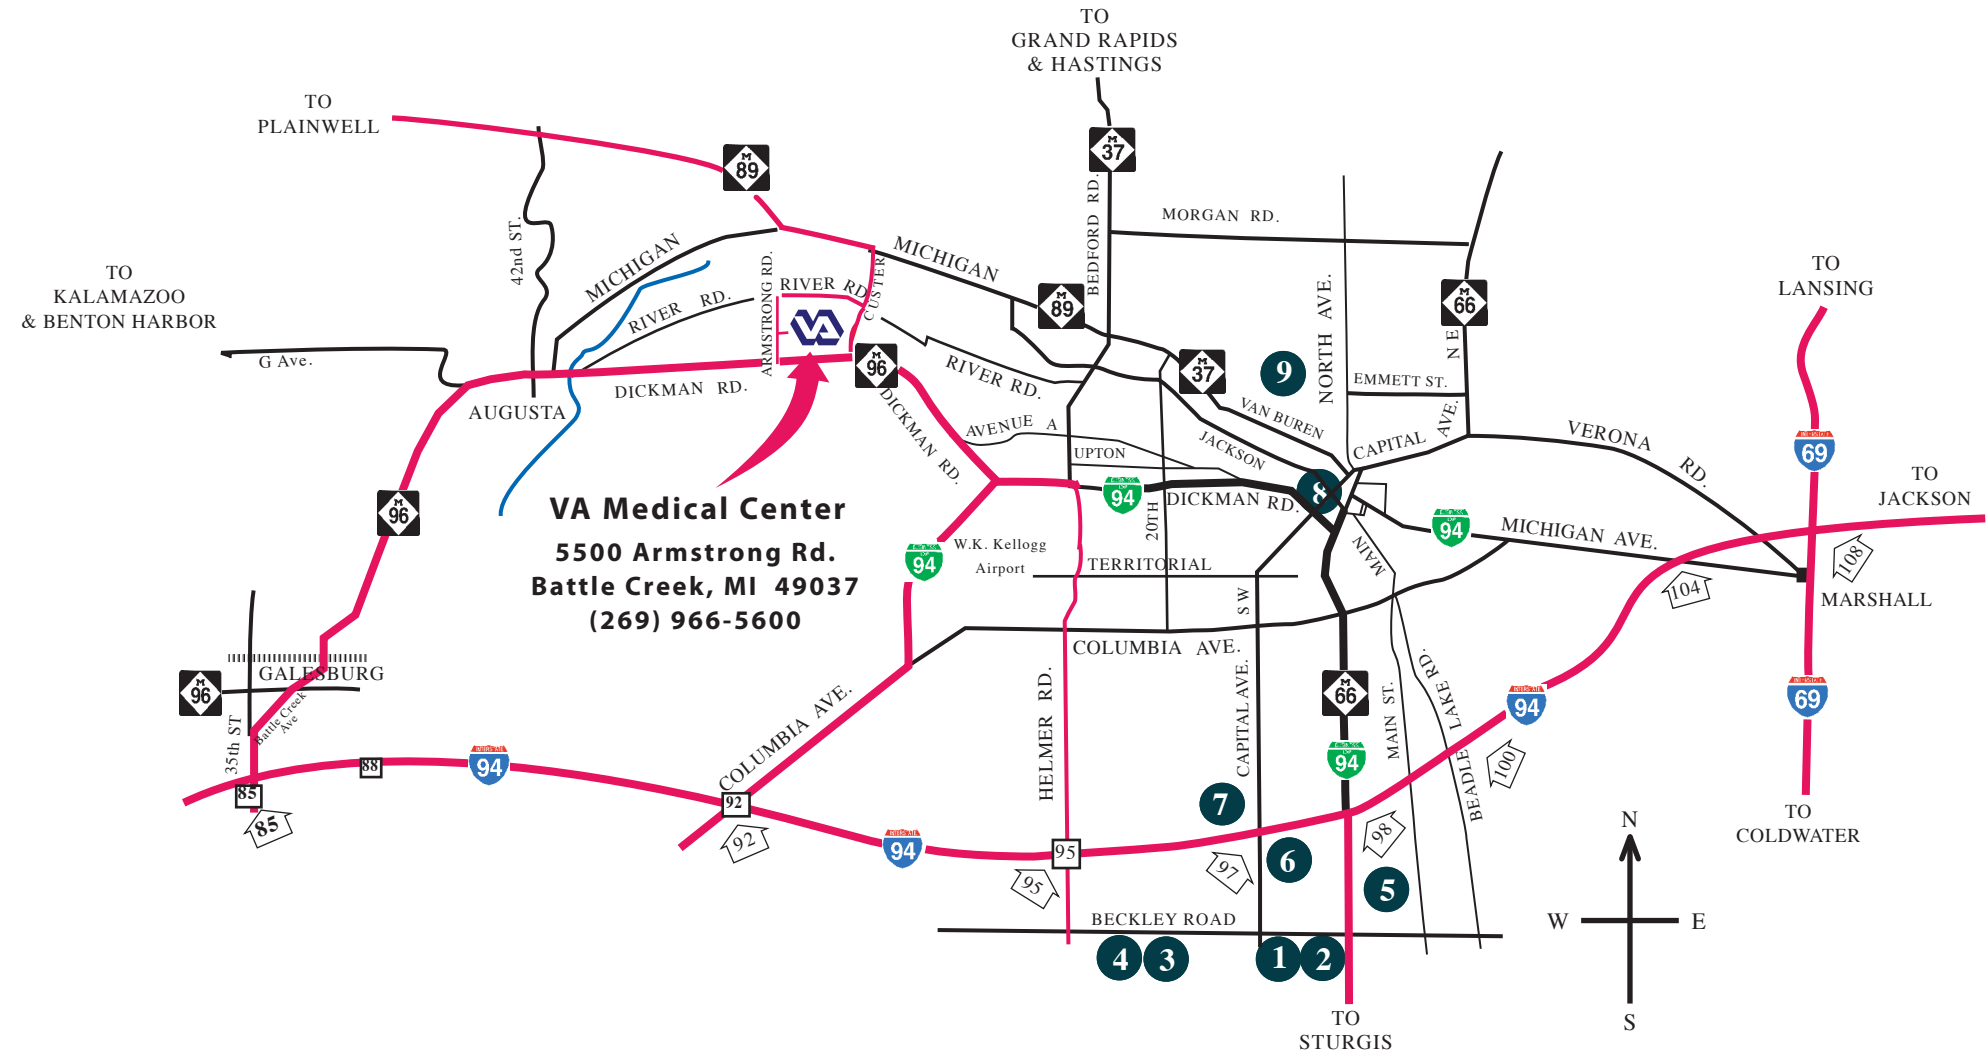 TO
GRAND RAPIDS
& HASTINGS
TO
PLAINWELL
M
89
M
37
42nd ST.
MICHIGAN
RIVER RD.
ARMSTRONG RD.
RIVER RD
CUSTER
VA
MICHIGAN
M
89
BEDFORD RD.
MORGAN RD.
NORTH AVE.
M
66
N E
TO
LANSING
TO
KALAMAZOO
& BENTON HARBOR
G Ave.
AUGUSTA
DICKMAN RD.
M
96
DICKMAN RD.
RIVER RD.
M
37
9
EMMETT ST.
VAN BUREN
CAPITAL
AVE.
VERONA
RD.
INTERSTATE
69
TO
JACKSON
AVENUE A
UPTON
JACKSON
8
94
DICKMAN RD.
20TH
94
MICHIGAN AVE.
MAIN
108
104
MARSHALL
M
96
VA Medical Center
5500 Armstrong Rd.
Battle Creek, MI 49037
(269) 966-5600
94
W.K. Kellogg
Airport
TERRITORIAL
S W
COLUMBIA AVE.
GALESBURG
M
96
35th ST
Battle Creek
Ave
COLUMBIA AVE.
HELMER RD.
CAPITAL AVE.
M
66
94
MAIN ST.
BEADLE LAKE RD.
INTERSTATE
94
INTERSTATE
69
88
INTERSTATE
94
85
85
92
92
INTERSTATE
94
95
95
7
97
6
98
5
100
TO
COLDWATER
BECKLEY ROAD
4
3
1
2
TO
STURGIS
N
W
E
S